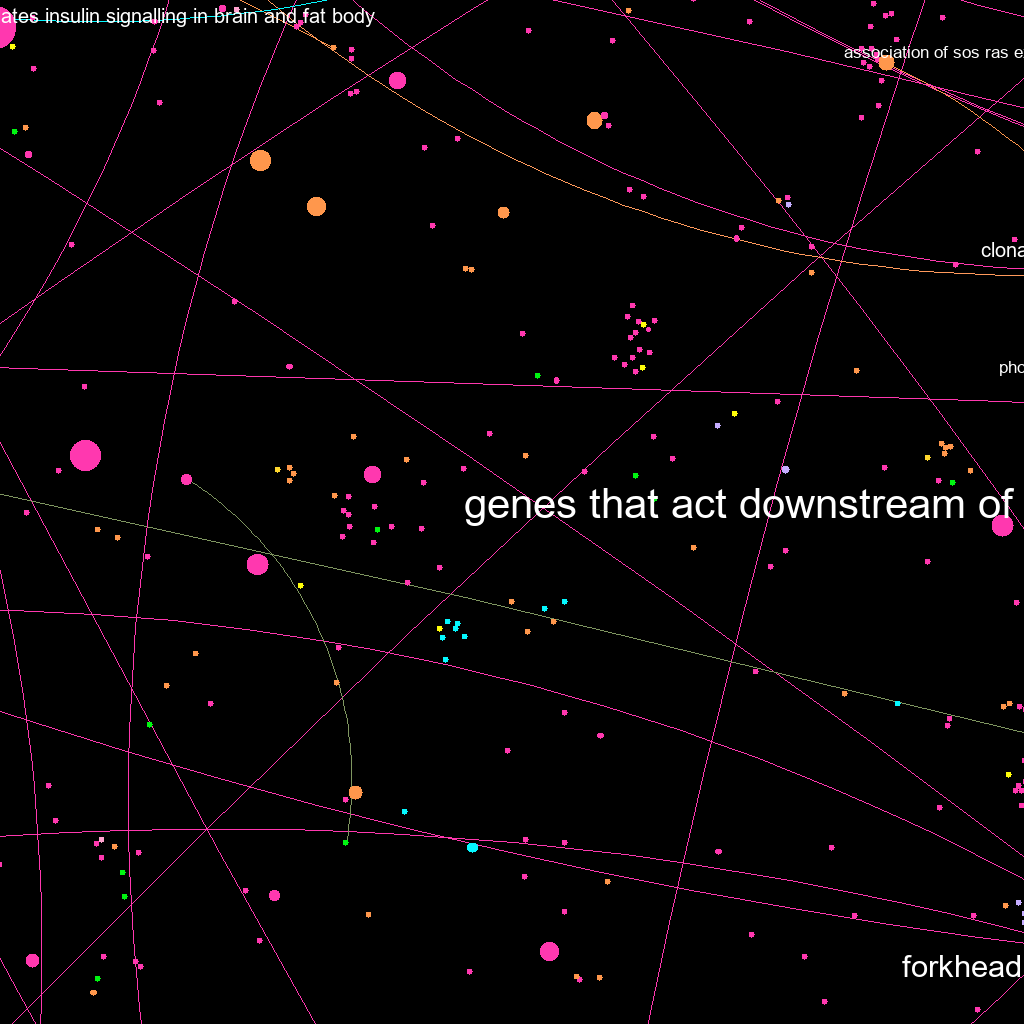 ates insulin signalling in brain and fat body
association of sos ras e
clona
pho
genes that act downstream of
forkhead